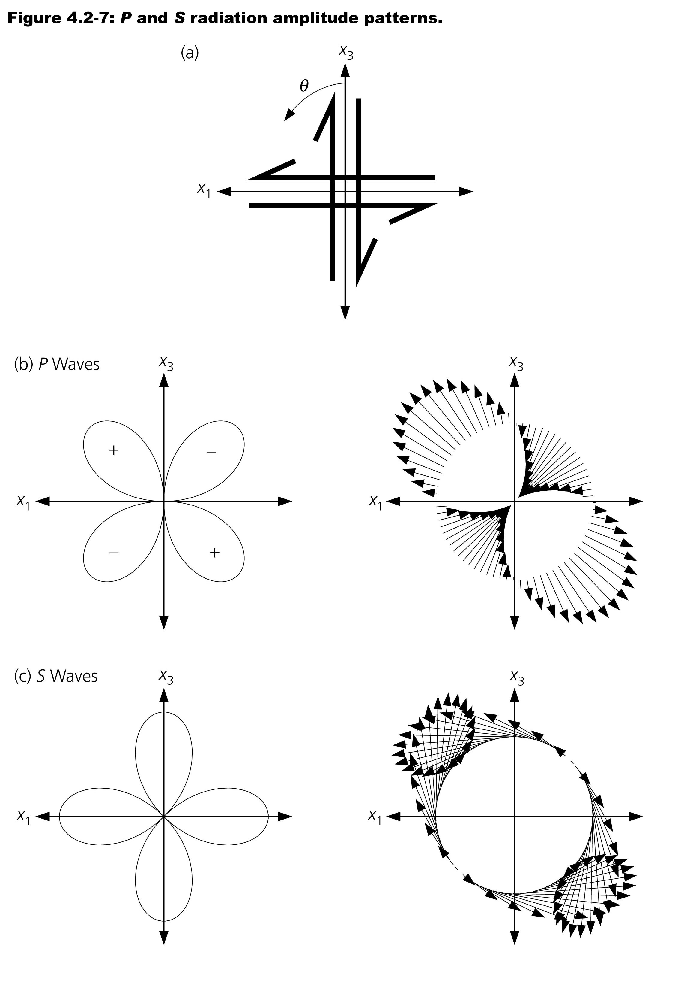 Figure 4.2-7: P and S radiation amplitude patterns.
(a)
x3
θ
x1
(b) P Waves
x3
x3
+
−
x1
x1
−
+
(c) S Waves
x3
x3
x1
x1